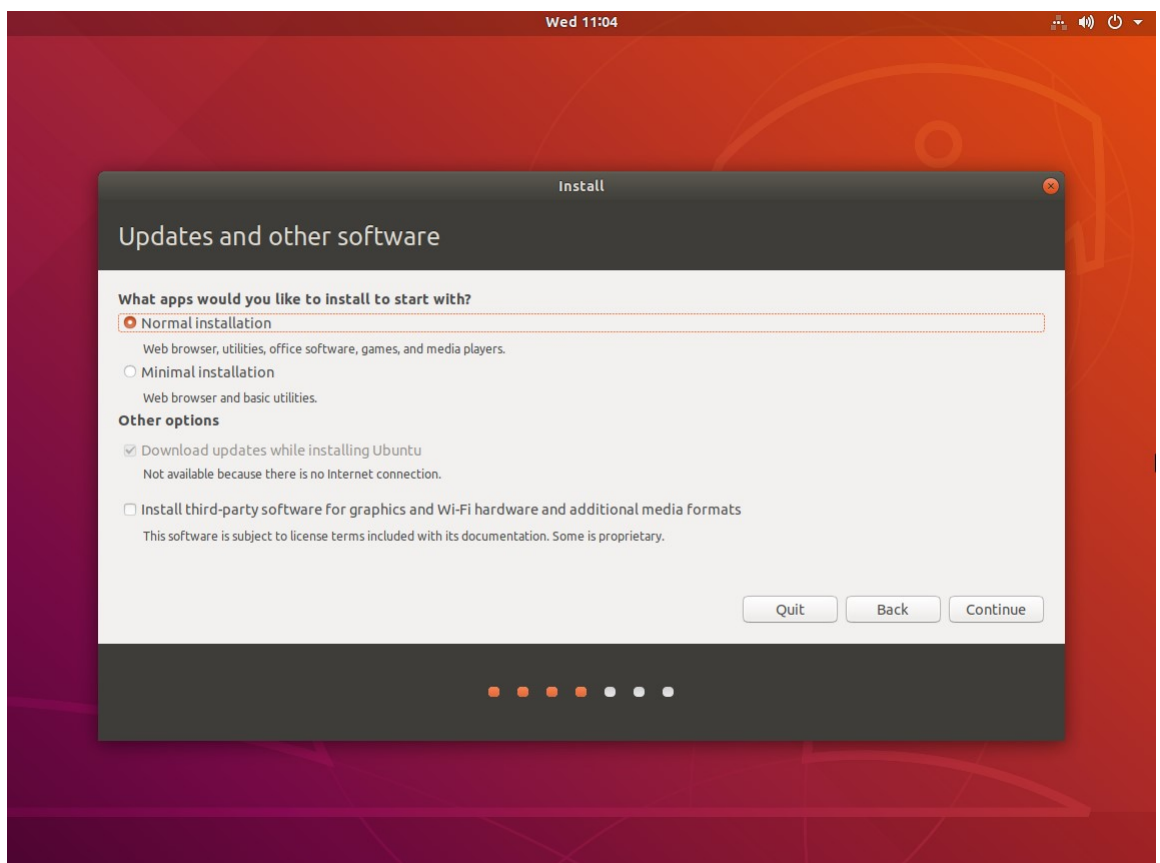 Wed 11:04
Install
Updates and other software
What apps would you like to install to start with?
Normal installation
Web browser, utilities, office software, games, and media players.
Minimal installation
Web browser and basic utilities.
Other options
Download updates while installing Ubuntu
Not available because there is no Internet connection.
Install third-party software for graphics and Wi-Fi hardware and additional media formats
This software is subject to license terms included with its documentation. Some is proprietary.
Quit Back Continue